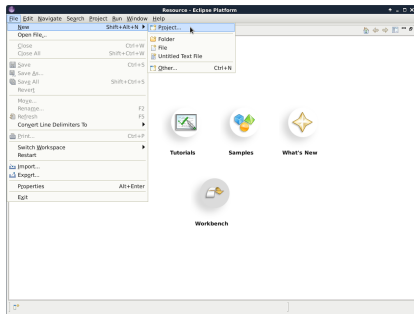 Resource - Eclipse Platform
File Edit Navigate Search Project Run Window Help
New Shift+Alt+N
Open File...
Close Ctrl+W
Close All Shift+Ctrl+W
Save Ctrl+S
Save As...
Save All Shift+Ctrl+S
Revert
Move...
Rename... F2
Refresh F5
Convert Line Delimiters To
Print... Ctrl+P
Switch Workspace
Restart
Import...
Export...
Properties Alt+Enter
Exit
Project...
Folder
File
Untitled Text File
Other... Ctrl+N
Tutorials
Samples
What's New
Workbench